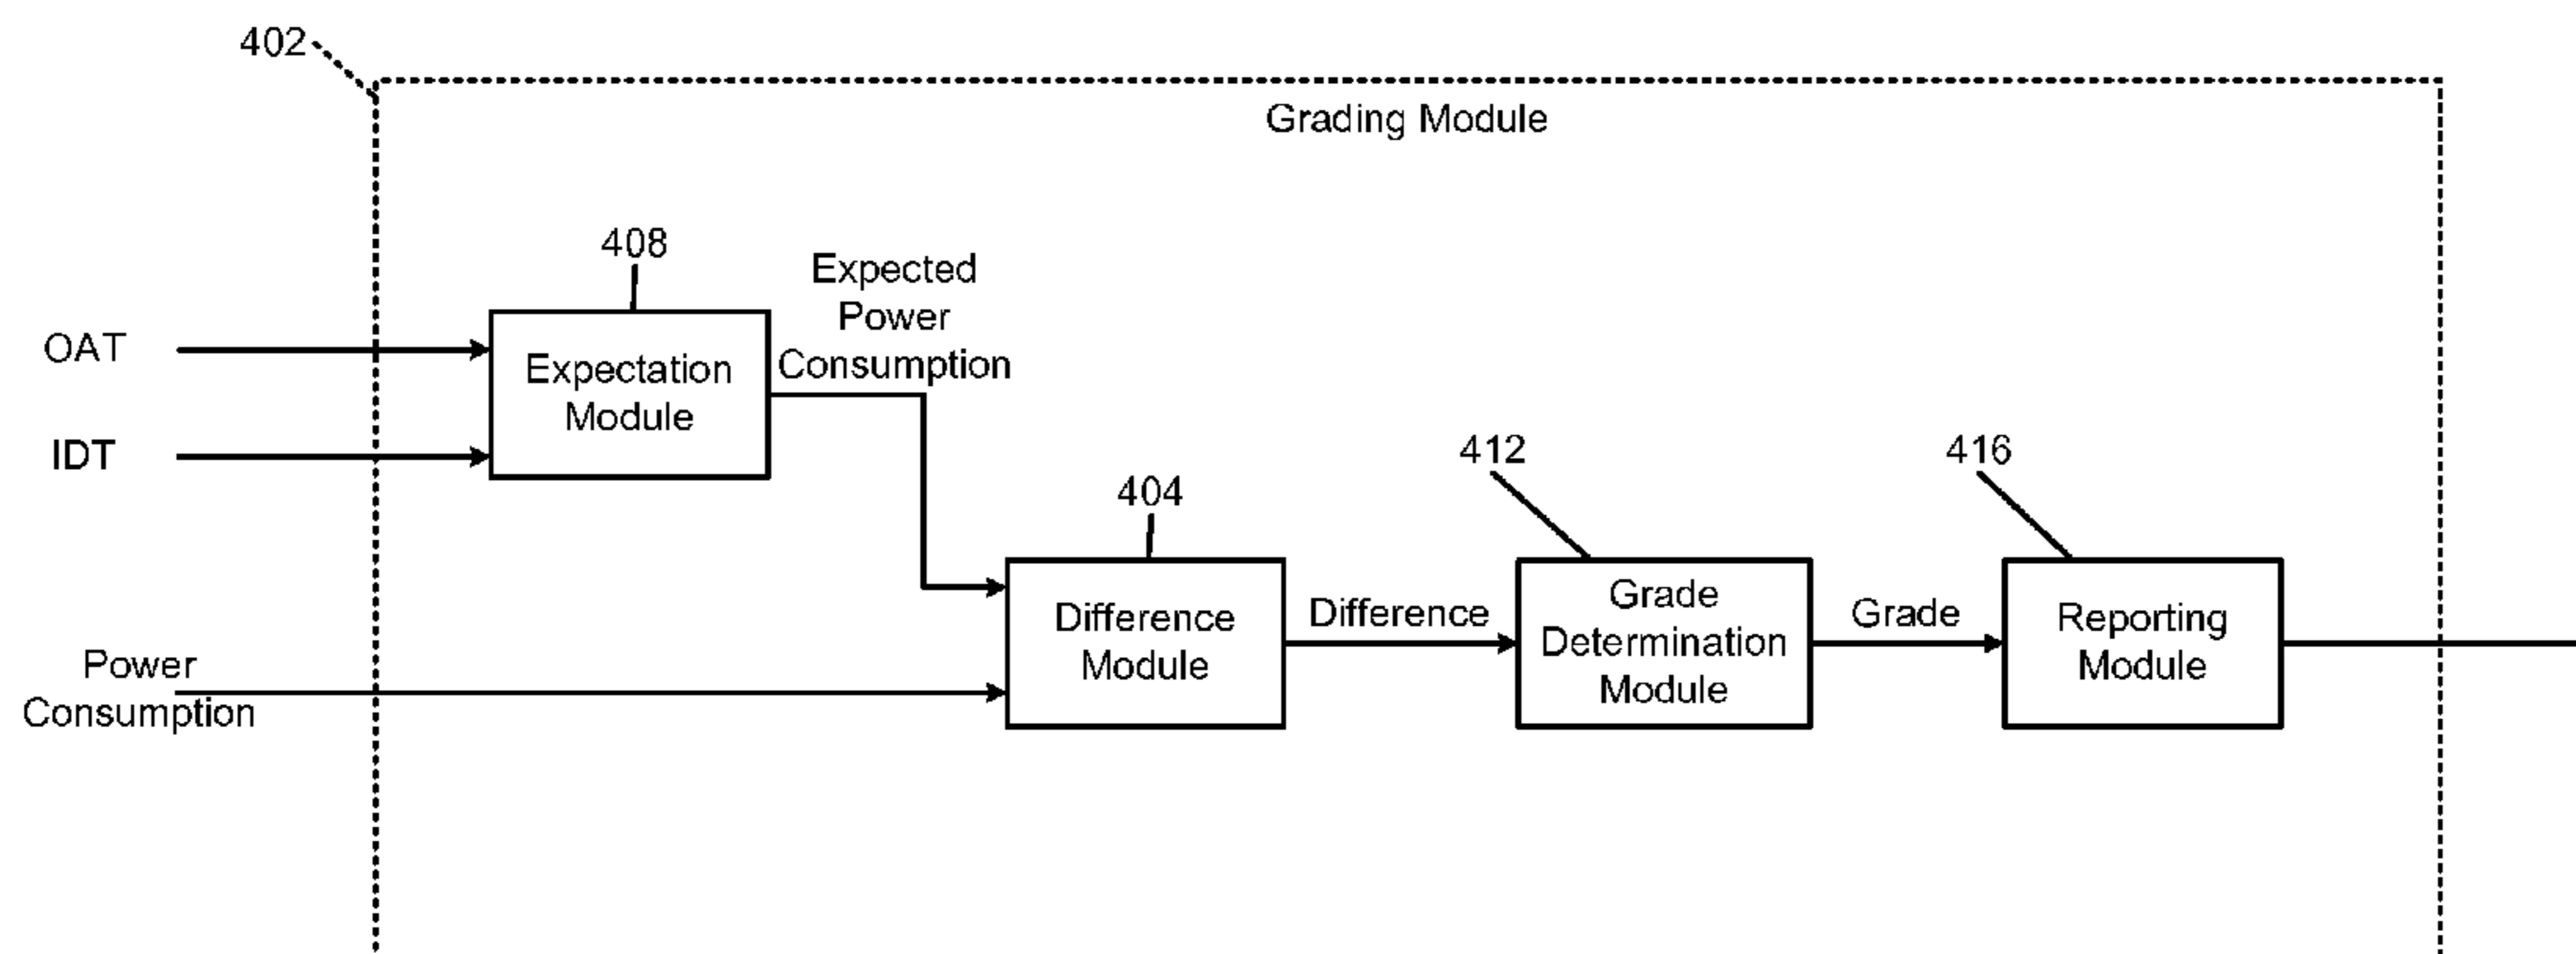 402
Grading Module
408
Expected
Power
Consumption
OAT
IDT
Expectation
Module
404
412
416
Power
Consumption
Difference
Module
Difference
Grade
Determination
Module
Grade
Reporting
Module